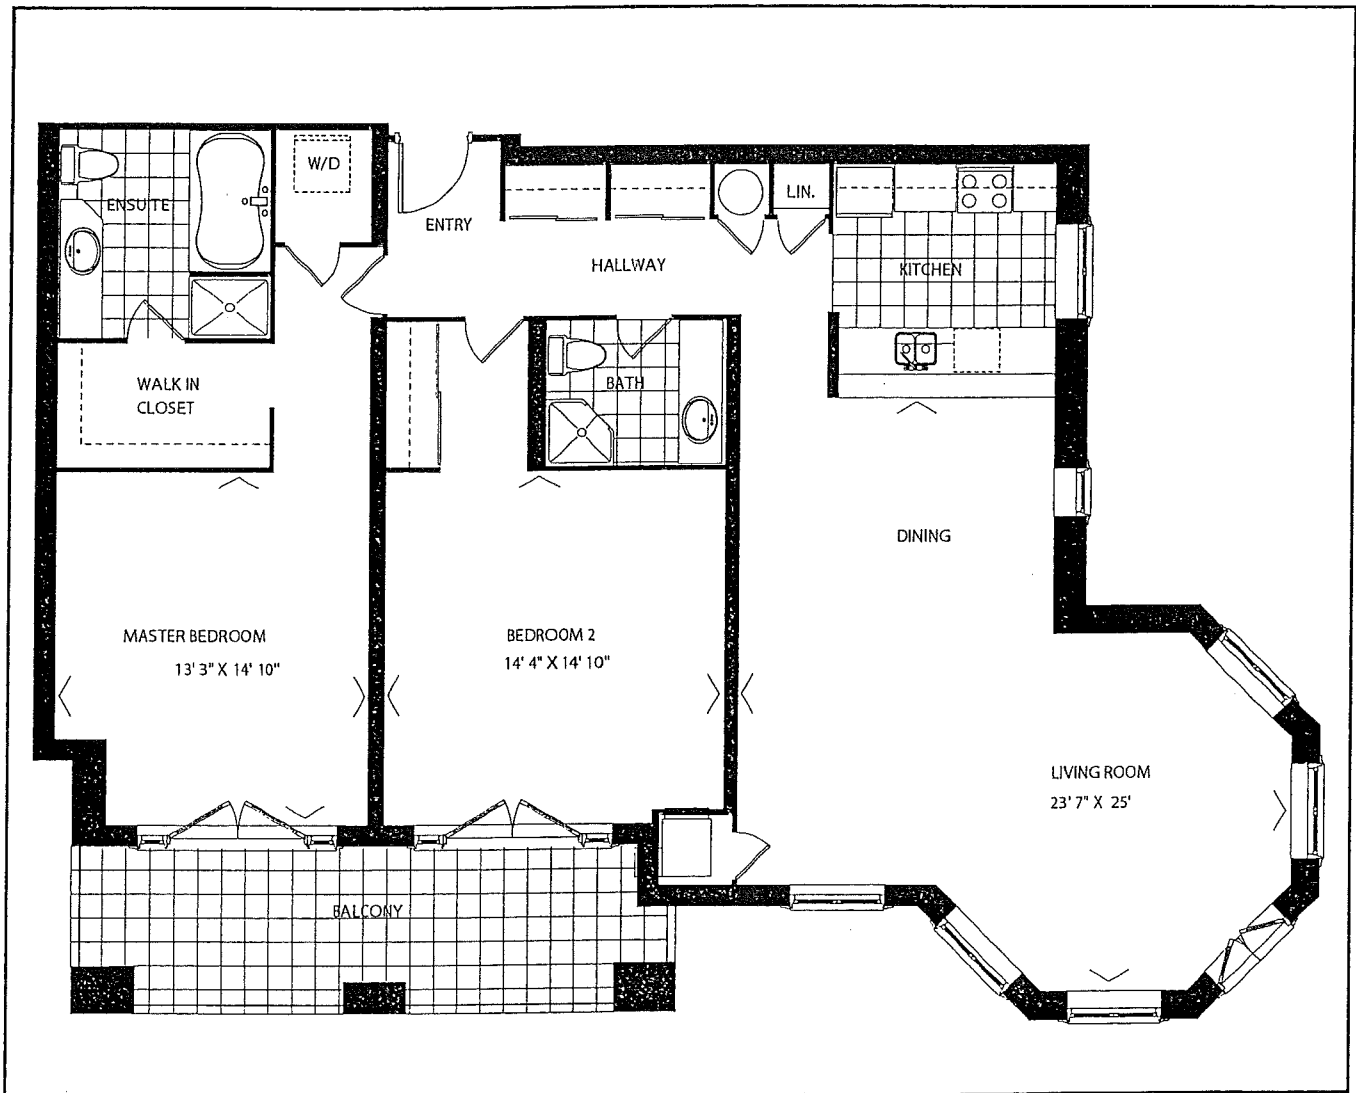 W/D
LIN.
ENSUITE
ENTRY
HALLWAY
KITCHEN
WALK IN
CLOSET
BATH
DINING
MASTER BEDROOM
13' 3" X 14' 10"
BEDROOM 2
14' 4" X 14' 10"
LIVING ROOM
23' 7" X 25'
BALCONY